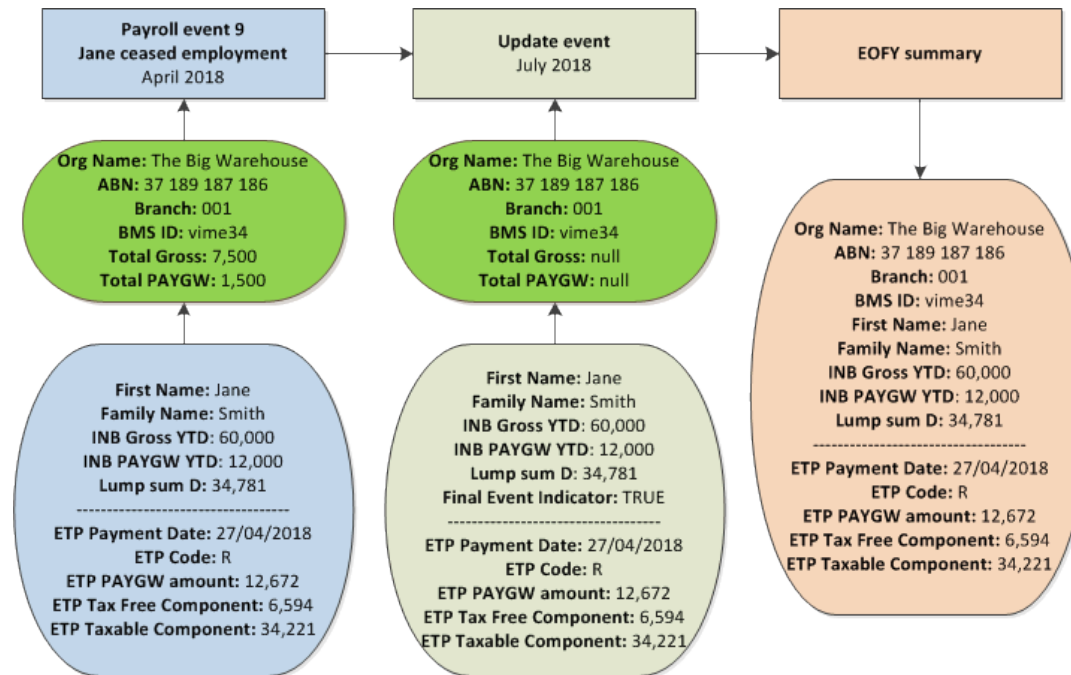 Payroll event 9
Jane ceased employment
April 2018
Update event
July 2018
EOFY summary
Org Name: The Big Warehouse
ABN: 37 189 187 186
Branch: 001
BMS ID: vime34
Total Gross: 7,500
Total PAYGW: 1,500
Org Name: The Big Warehouse
ABN: 37 189 187 186
Branch: 001
BMS ID: vime34
Total Gross: null
Total PAYGW: null
First Name: Jane
Family Name: Smith
INB Gross YTD: 60,000
INB PAYGW YTD: 12,000
Lump sum D: 34,781
------------------------------------
ETP Payment Date: 27/04/2018
ETP Code: R
ETP PAYGW amount: 12,672
ETP Tax Free Component: 6,594
ETP Taxable Component: 34,221
First Name: Jane
Family Name: Smith
INB Gross YTD: 60,000
INB PAYGW YTD: 12,000
Lump sum D: 34,781
Final Event Indicator: TRUE
------------------------------------
ETP Payment Date: 27/04/2018
ETP Code: R
ETP PAYGW amount: 12,672
ETP Tax Free Component: 6,594
ETP Taxable Component: 34,221
Org Name: The Big Warehouse
ABN: 37 189 187 186
Branch: 001
BMS ID: vime34
First Name: Jane
Family Name: Smith
INB Gross YTD: 60,000
INB PAYGW YTD: 12,000
Lump sum D: 34,781
------------------------------------
ETP Payment Date: 27/04/2018
ETP Code: R
ETP PAYGW amount: 12,672
ETP Tax Free Component: 6,594
ETP Taxable Component: 34,221